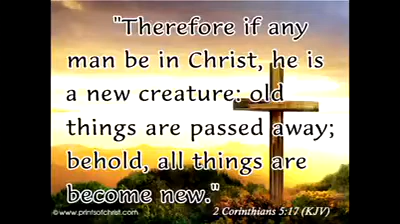 "Therefore if any
man be in Christ, he is
a new creature: old
things are passed away;
behold, all things are
become new."
2 Corinthians 5:17 (KJV)
©www.printsofchrist.com